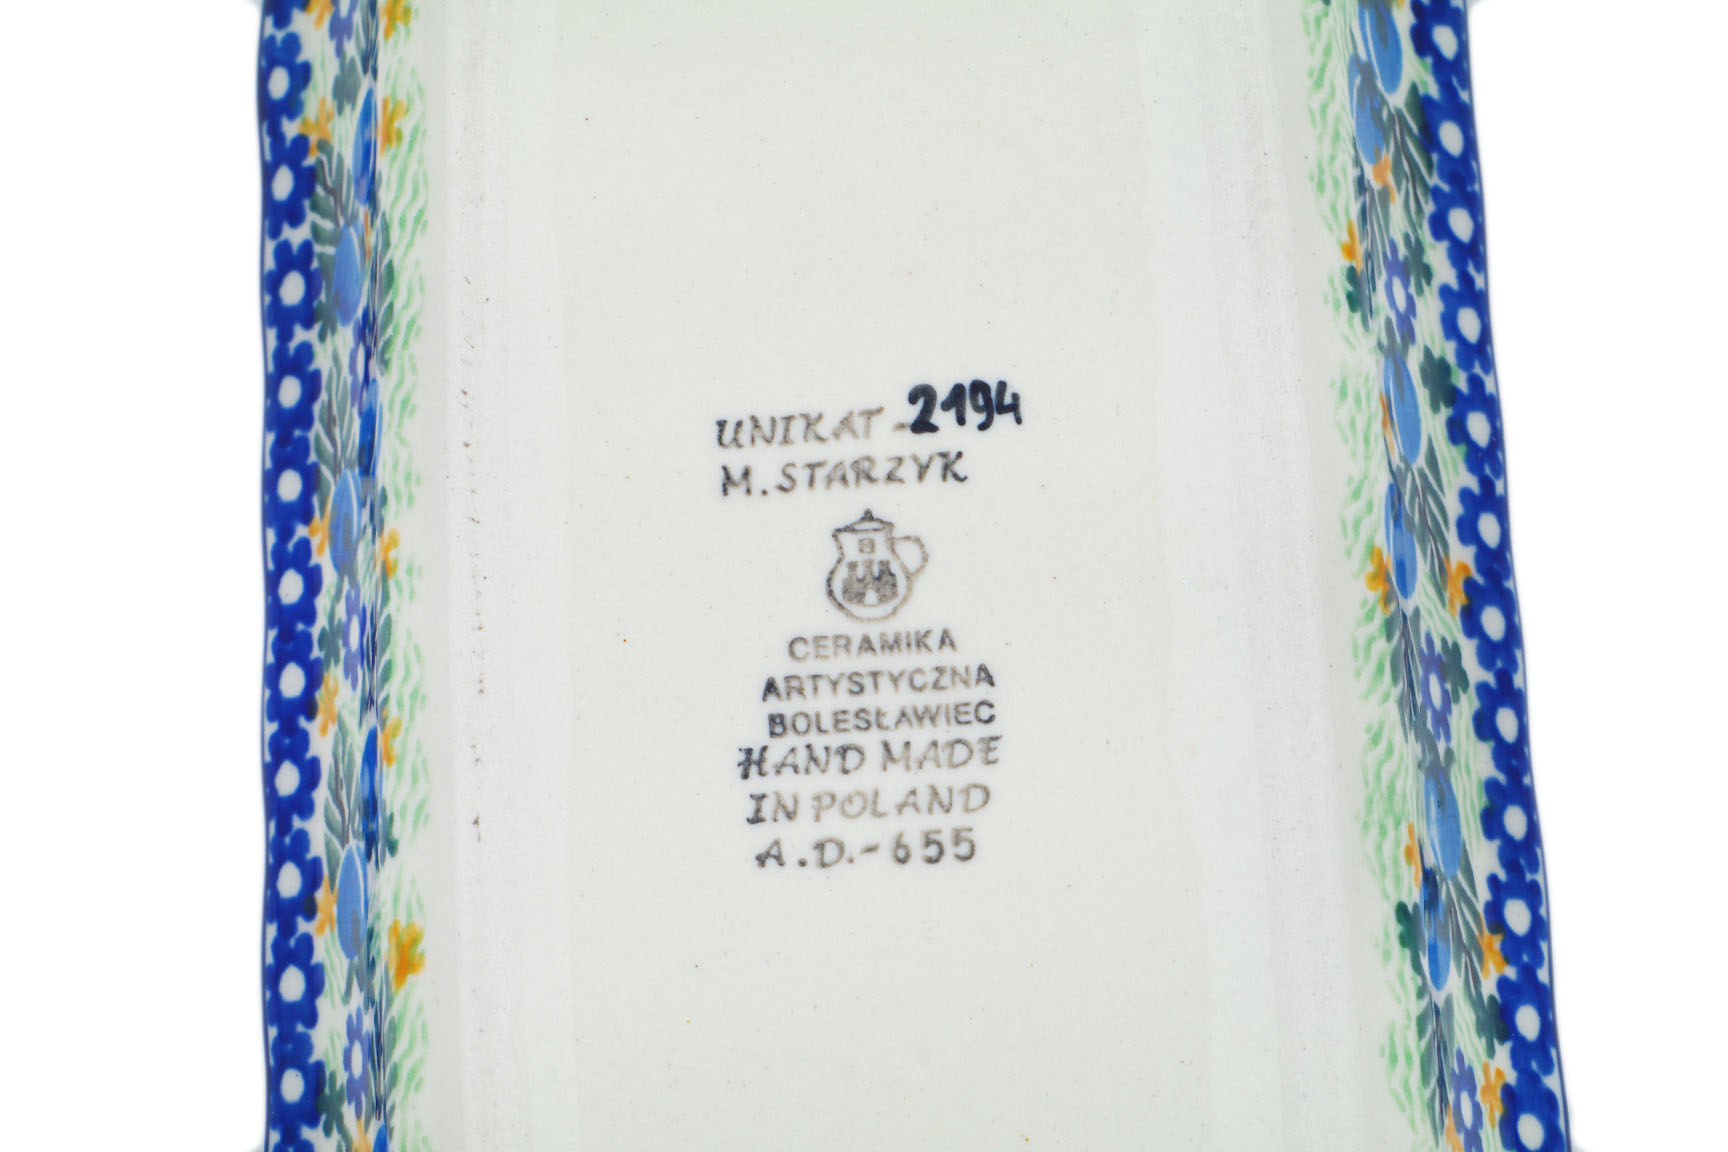 UNIKAT -2194
M. STARZYK
CERAMIKA
ARTYSTYCZNA
BOLESŁAWIEC
HAND MADE
IN POLAND
A.D.-655